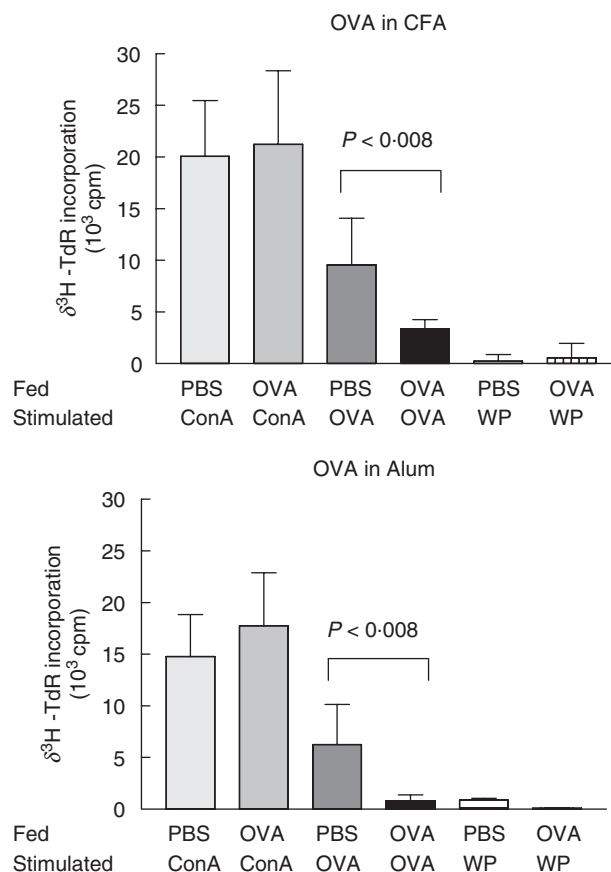 OVA in CFA
30
25
20
15
10
5
0
δ³H -TdR incorporation
(10³ cpm)
P < 0·008
Fed PBS OVA PBS OVA PBS OVA
Stimulated ConA ConA OVA OVA WP WP
OVA in Alum
30
25
20
15
10
5
0
δ³H -TdR incorporation
(10³ cpm)
P < 0·008
Fed PBS OVA PBS OVA PBS OVA
Stimulated ConA ConA OVA OVA WP WP